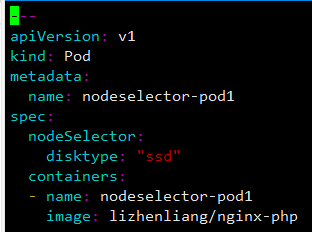 ---
apiVersion: v1
kind: Pod
metadata:
  name: nodeselector-pod1
spec:
  nodeSelector:
    disktype: "ssd"
  containers:
  - name: nodeselector-pod1
    image: lizhenliang/nginx-php